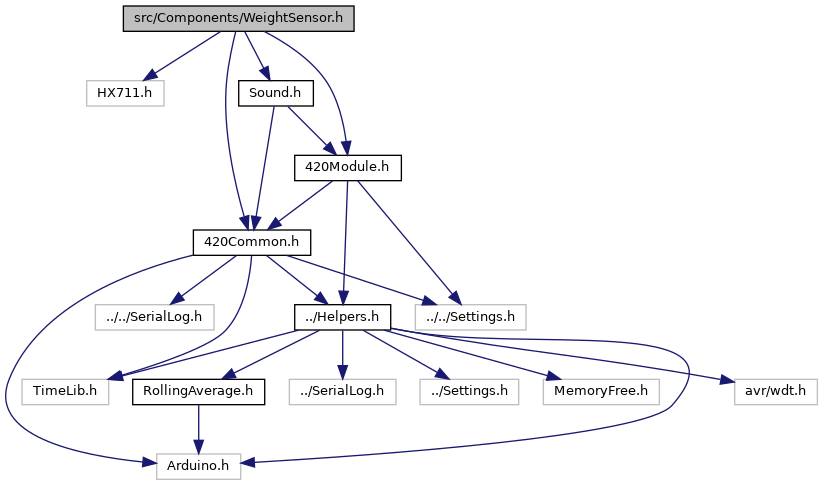 src/Components/WeightSensor.h
HX711.h
Sound.h
420Module.h
420Common.h
../../SerialLog.h
../Helpers.h
../../Settings.h
TimeLib.h
RollingAverage.h
../SerialLog.h
../Settings.h
MemoryFree.h
avr/wdt.h
Arduino.h